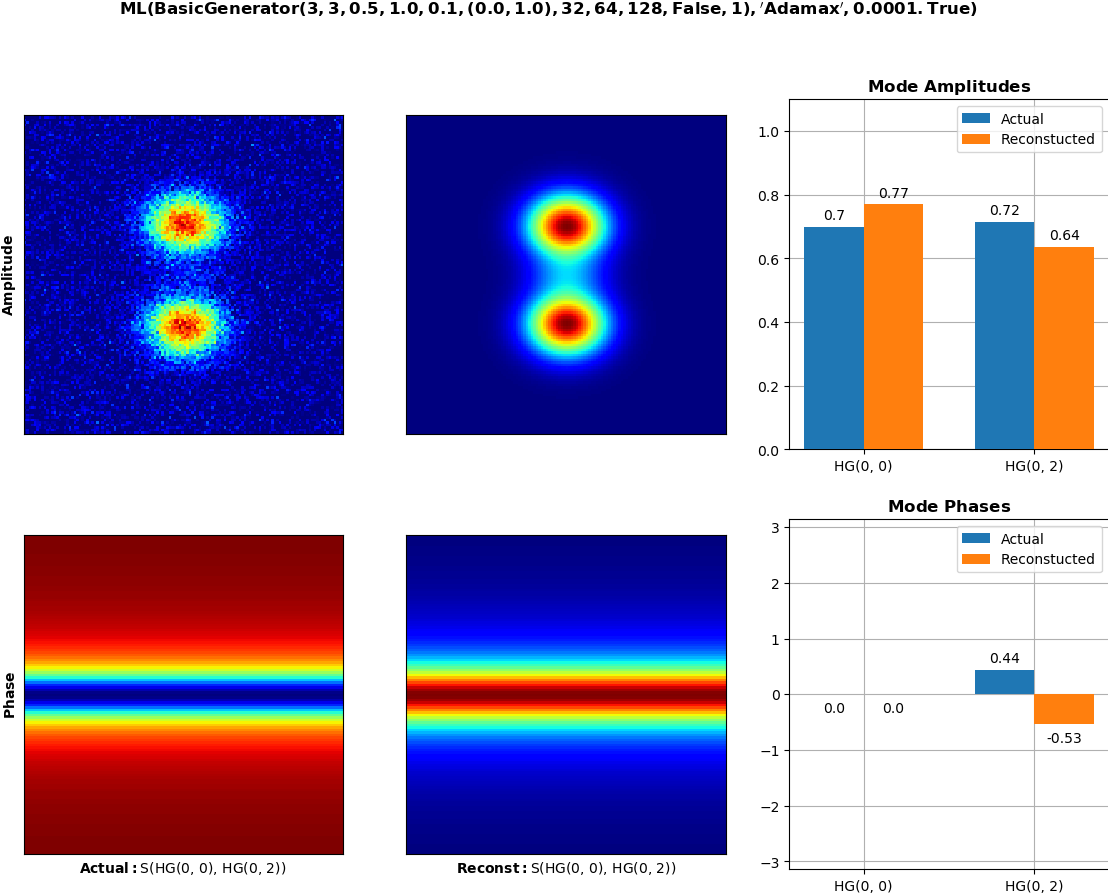 ML(BasicGenerator(3, 3, 0.5, 1.0, 0.1, (0.0, 1.0), 32, 64, 128, False, 1), ′Adamax′, 0.0001. True)
Amplitude
Mode Amplitudes
Actual
Reconstucted
1.0
0.8
0.6
0.4
0.2
0.0
0.7
0.77
0.72
0.64
HG(0, 0)
HG(0, 2)
Phase
Actual: S(HG(0, 0), HG(0, 2))
Reconst: S(HG(0, 0), HG(0, 2))
Mode Phases
Actual
Reconstucted
3
2
1
0
−1
−2
−3
0.0
0.0
0.44
-0.53
HG(0, 0)
HG(0, 2)